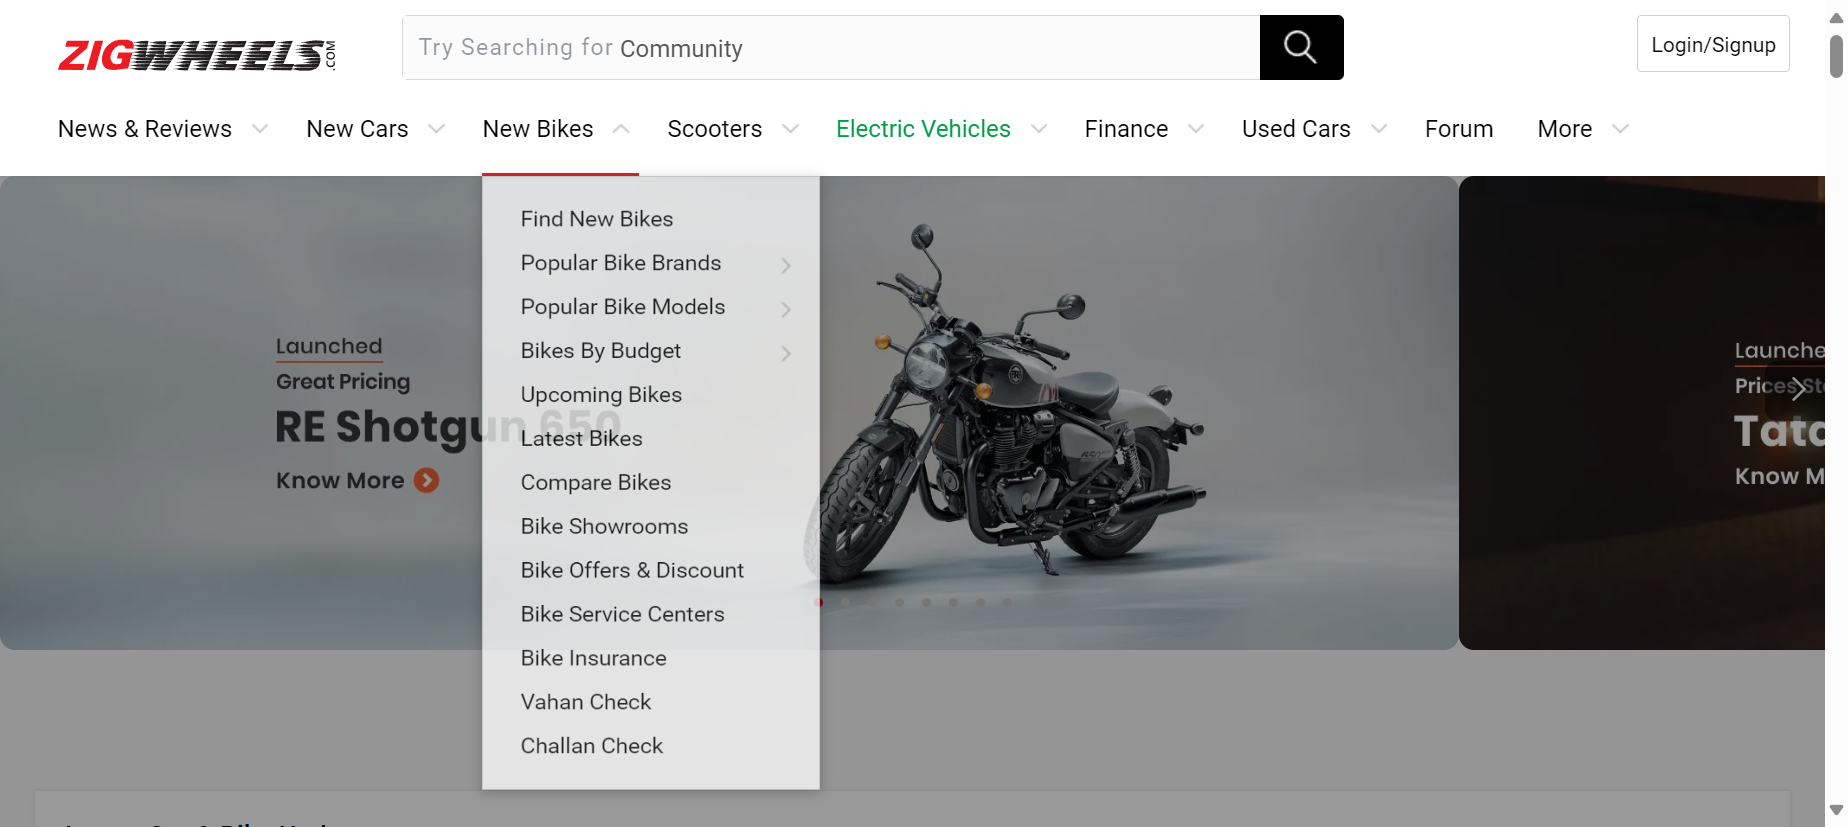 ZIGWHEELS.COM
Try Searching for Community
Login/Signup
News & Reviews
New Cars
New Bikes
Scooters
Electric Vehicles
Finance
Used Cars
Forum
More
Find New Bikes
Popular Bike Brands
Popular Bike Models
Bikes By Budget
Upcoming Bikes
Latest Bikes
Compare Bikes
Bike Showrooms
Bike Offers & Discount
Bike Service Centers
Bike Insurance
Vahan Check
Challan Check
Launched
Great Pricing
RE Shotgun 650
Know More
Launche
Prices St
Tata
Know M